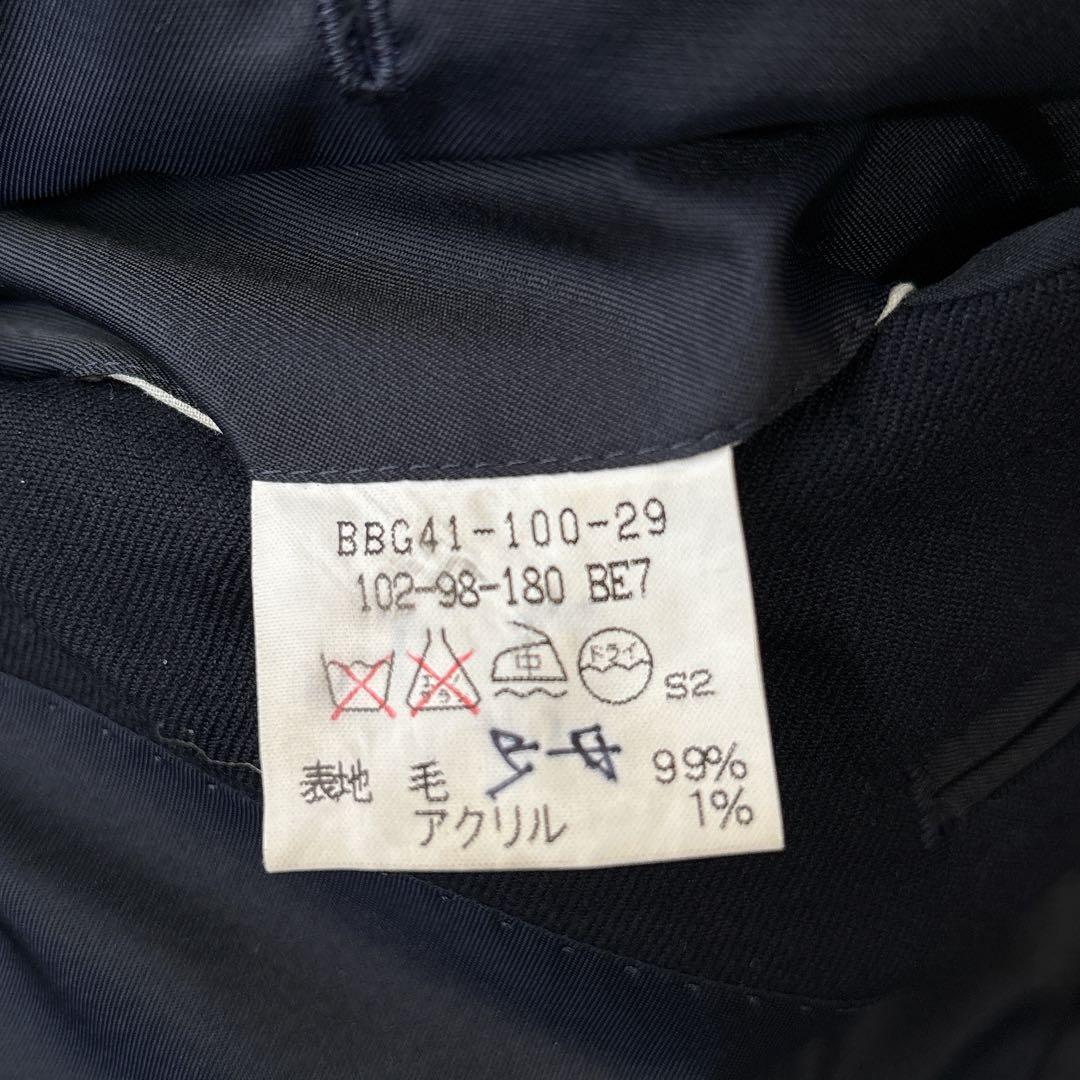 BBG41-100-29
102-98-180 BE7
中 ドライ S2
表地 毛 99%
アクリル 1%